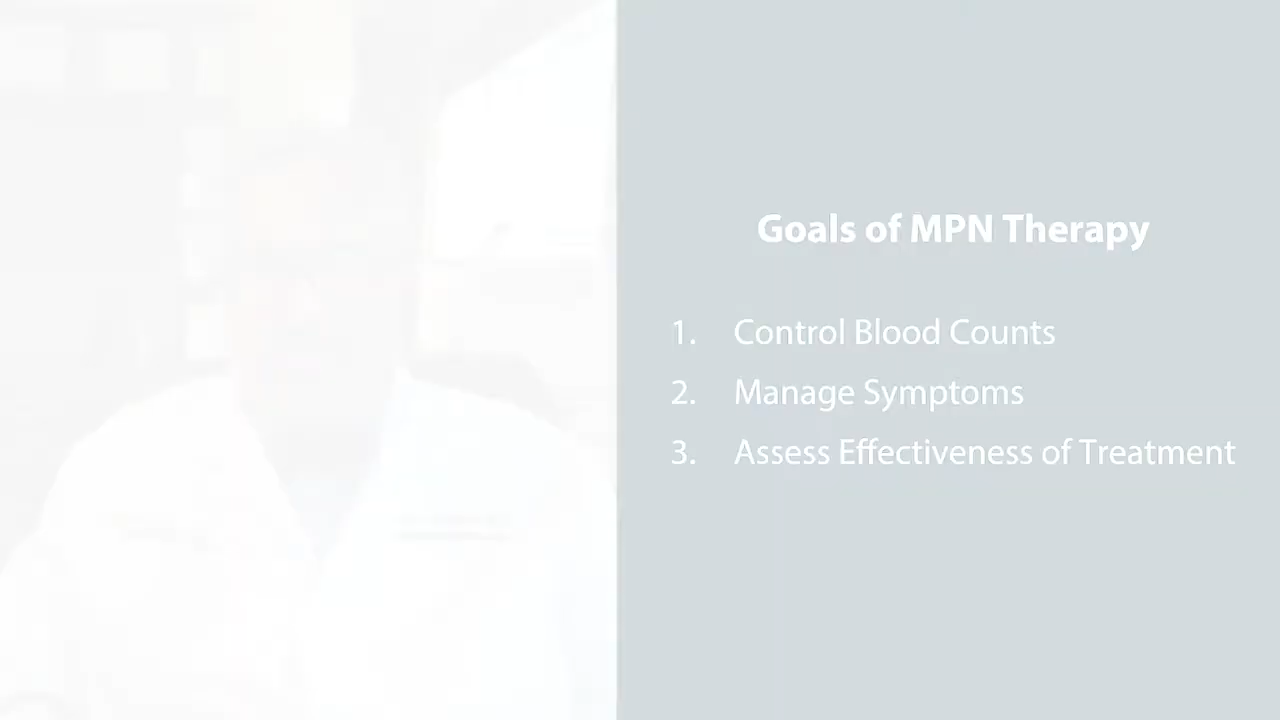 Goals of MPN Therapy
1. Control Blood Counts
2. Manage Symptoms
3. Assess Effectiveness of Treatment